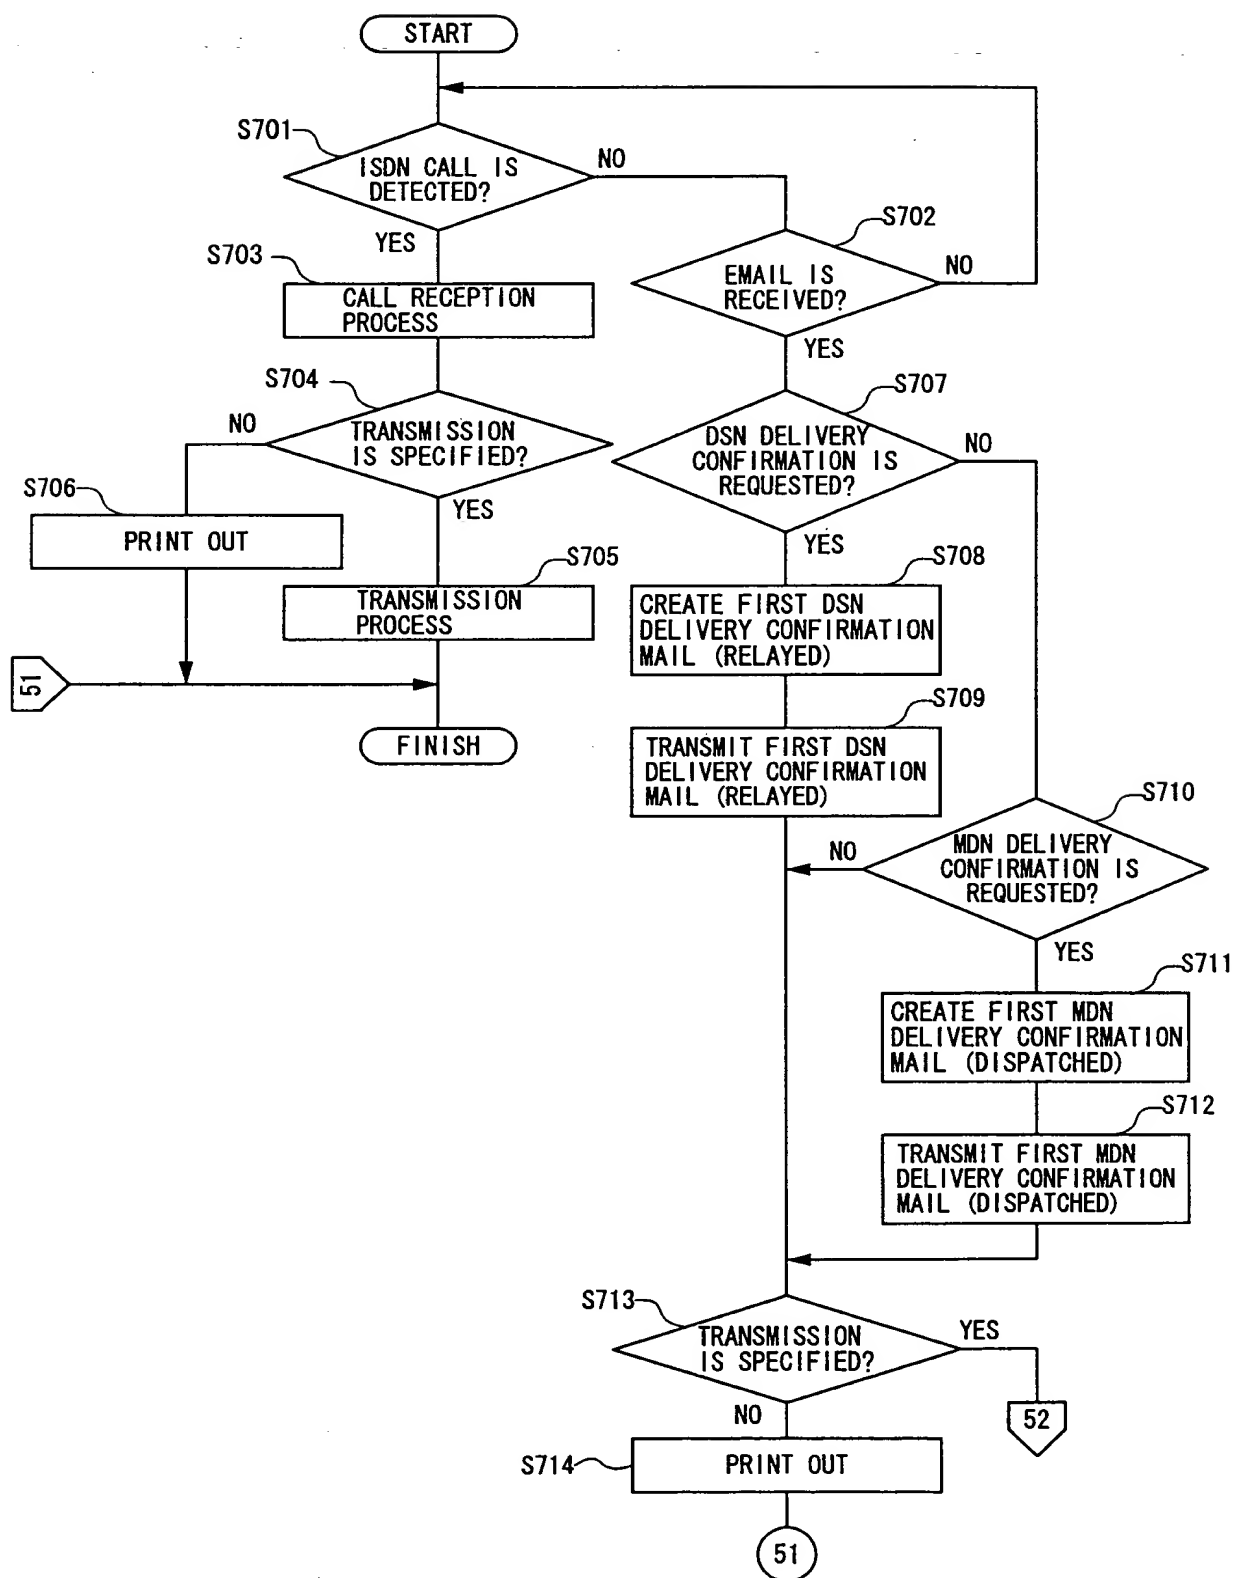 START
S701
ISDN CALL IS
DETECTED?
NO
YES
S702
EMAIL IS
RECEIVED?
NO
YES
S703
CALL RECEPTION
PROCESS
S704
TRANSMISSION
IS SPECIFIED?
NO
YES
S706
PRINT OUT
S705
TRANSMISSION
PROCESS
51
FINISH
S707
DSN DELIVERY
CONFIRMATION IS
REQUESTED?
NO
YES
S708
CREATE FIRST DSN
DELIVERY CONFIRMATION
MAIL (RELAYED)
S709
TRANSMIT FIRST DSN
DELIVERY CONFIRMATION
MAIL (RELAYED)
S710
MDN DELIVERY
CONFIRMATION IS
REQUESTED?
NO
YES
S711
CREATE FIRST MDN
DELIVERY CONFIRMATION
MAIL (DISPATCHED)
S712
TRANSMIT FIRST MDN
DELIVERY CONFIRMATION
MAIL (DISPATCHED)
S713
TRANSMISSION
IS SPECIFIED?
YES
52
NO
S714
PRINT OUT
51